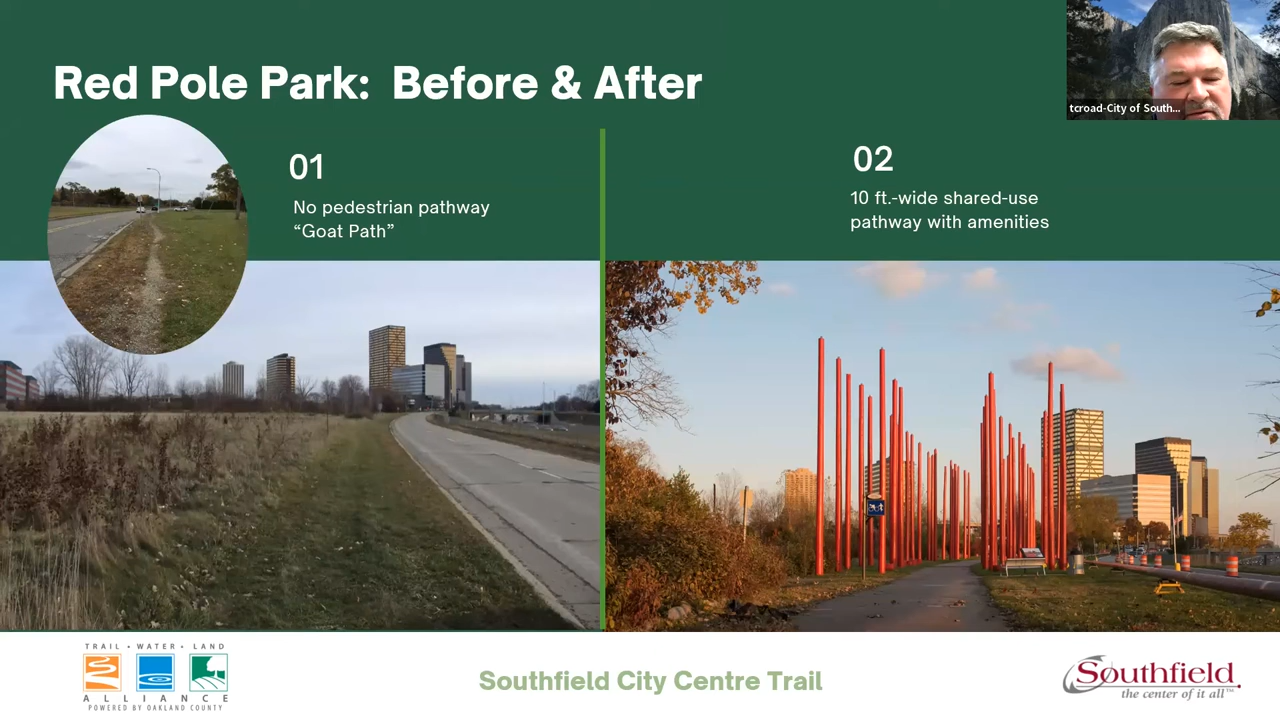 Red Pole Park: Before & After
tcroad-City of South...
01
No pedestrian pathway
“Goat Path”
02
10 ft.-wide shared-use
pathway with amenities
TRAIL • WATER • LAND
ALLIANCE
POWERED BY OAKLAND COUNTY
Southfield City Centre Trail
Southfield
the center of it all™